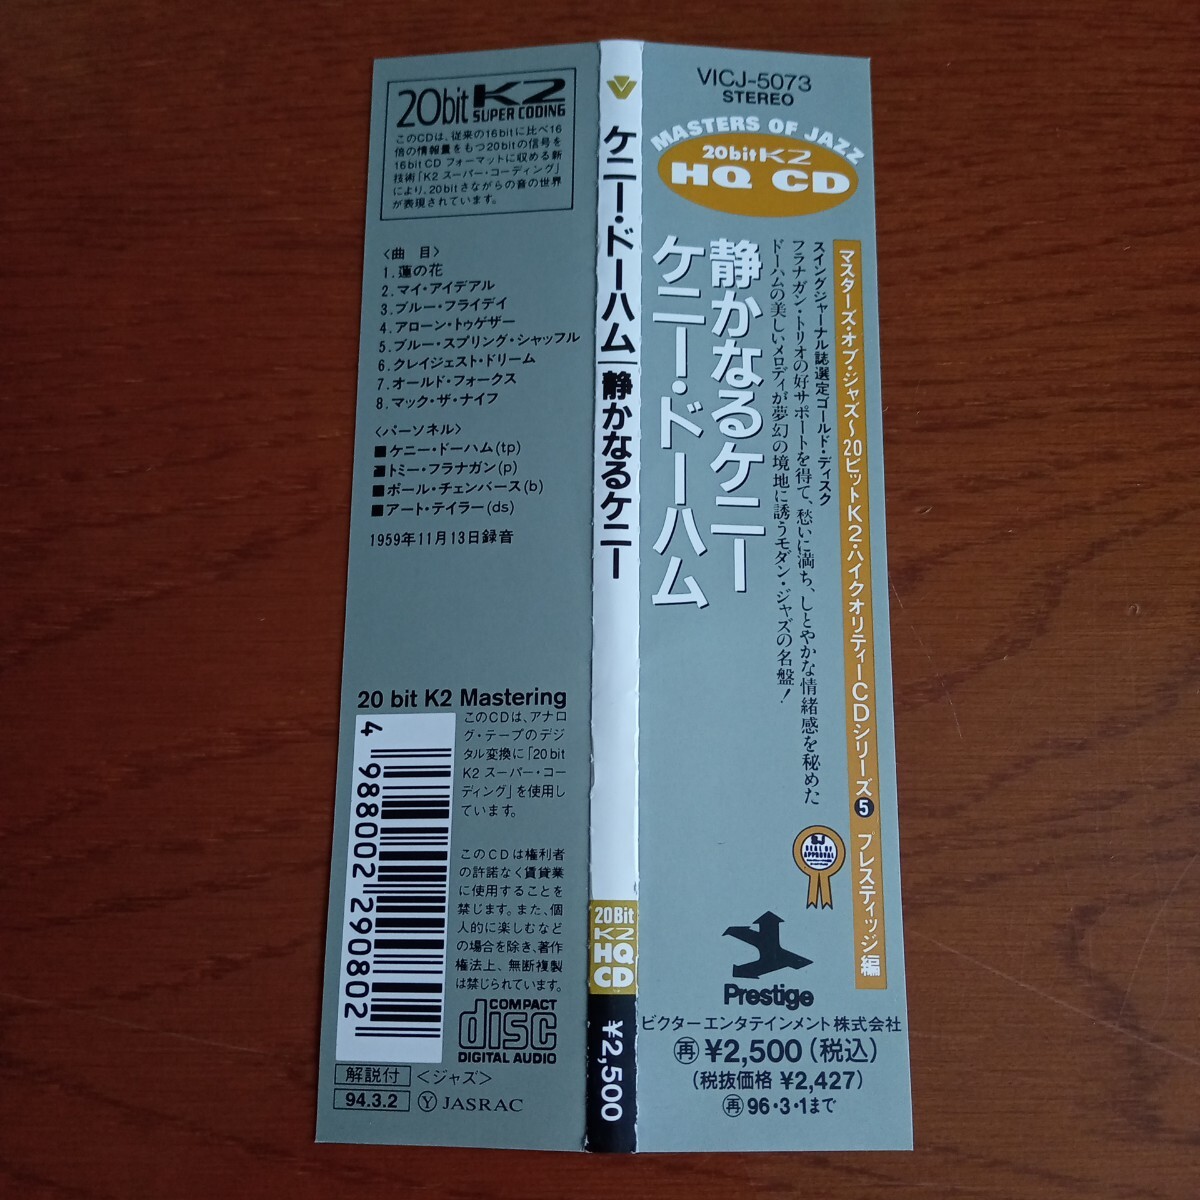 20bit K2
SUPER CODING
このCDは、従来の16bitに比べ16
倍の情報量をもつ20bitの信号を
16bit CD フォーマットに収める新
技術「K2 スーパー・コーディング」
により、20bitさながらの音の世界
が表現されています。
〈曲 目〉
1.蓮の花
2.マイ・アイデアル
3.ブルー・フライデイ
4.アローン・トゥゲザー
5.ブルー・スプリング・シャッフル
6.クレイジェスト・ドリーム
7.オールド・フォークス
8.マック・ザ・ナイフ
〈パーソネル〉
■ケニー・ドーハム(tp)
■トミー・フラナガン(p)
■ポール・チェンバース(b)
■アート・テイラー(ds)
1959年11月13日録音
20 bit K2 Mastering
このCDは、アナロ
グ・テープのデジ
タル変換に「20bit
K2 スーパー・コー
ディング」を使用し
ています。
このCDは権利者
の許諾なく賃貸業
に使用することを
禁じます。また、個
人的に楽しむなど
の場合を除き、著作
権法上、無断複製
は禁じられています。
4 988002 290802
COMPACT
disc
DIGITAL AUDIO
解説付 〈ジャズ〉
94.3.2 Ⓨ JASRAC
ケニー・ドーハム|静かなるケニー
20Bit
K2
HQ
CD
¥2,500
VICJ-5073
STEREO
MASTERS OF JAZZ
20bit K2
HQ CD
マスターズ・オブ・ジャズ〜20ビットK2・ハイクオリティーCDシリーズ❺ プレスティッジ編
スイングジャーナル誌選定ゴールド・ディスク
フラナガン・トリオの好サポートを得て、愁いに満ち、しとやかな情緒感を秘めた
ドーハムの美しいメロディが夢幻の境地に誘うモダン・ジャズの名盤！
静かなるケニー
ケニー・ドーハム
SJ
SEAL OF
APPROVAL
Prestige
ビクターエンタテインメント株式会社
㊢¥2,500(税込)
(税抜価格 ¥2,427)
㊢96・3・1まで